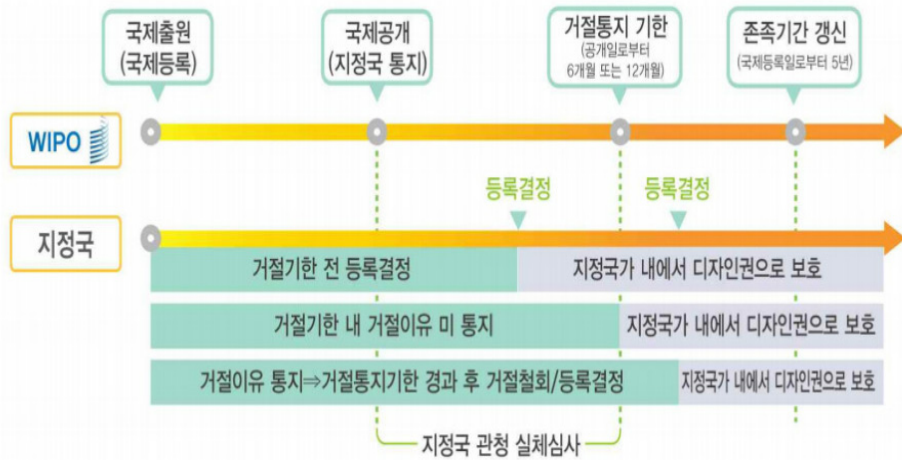 국제출원
(국제등록)
국제공개
(지정국 통지)
거절통지 기한
(공개일로부터
6개월 또는 12개월)
존족기간 갱신
(국제등록일로부터 5년)
WIPO
등록결정
등록결정
지정국
거절기한 전 등록결정
지정국가 내에서 디자인권으로 보호
거절기한 내 거절이유 미 통지
지정국가 내에서 디자인권으로 보호
거절이유 통지⇒거절통지기한 경과 후 거절철회/등록결정
지정국가 내에서 디자인권으로 보호
지정국 관청 실체심사